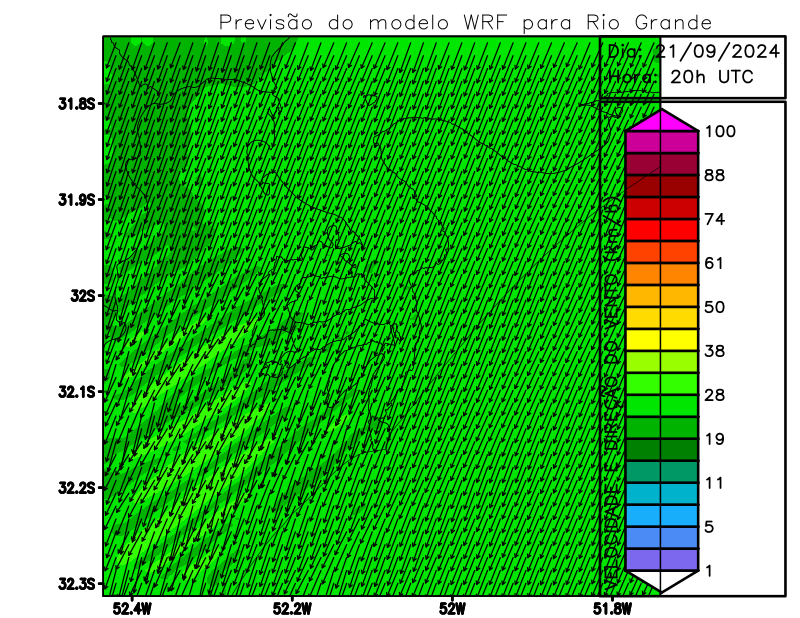 Previsão do modelo WRF para Rio Grande
Dia: 21/09/2024
Hora: 20h UTC
VELOCIDADE E DIREÇÃO DO VENTO (km/h)
100
88
74
61
50
38
28
19
11
5
1
31.8S
31.9S
32S
32.1S
32.2S
32.3S
52.4W 52.2W 52W 51.8W